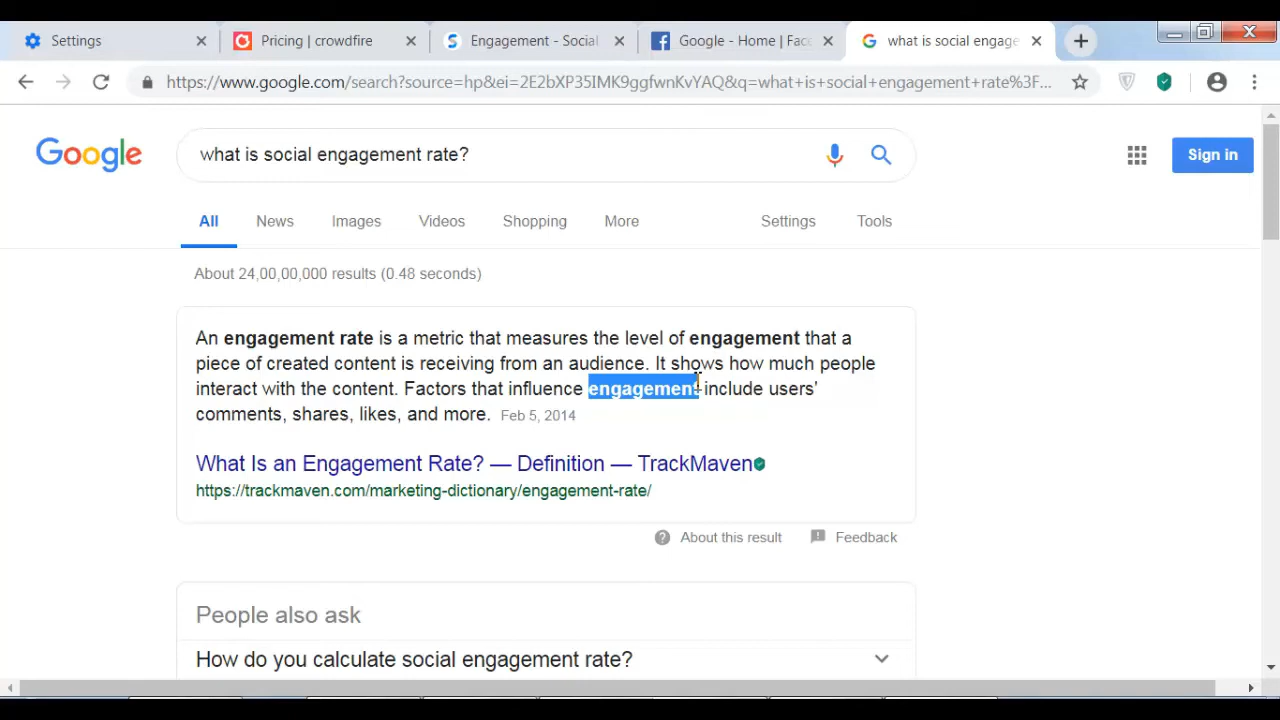 Settings
Pricing | crowdfire
Engagement - Social
Google - Home | Fac
what is social engage
https://www.google.com/search?source=hp&ei=2E2bXP35IMK9ggfwnKvYAQ&q=what+is+social+engagement+rate%3F...
Google
what is social engagement rate?
Sign in
All News Images Videos Shopping More Settings Tools
About 24,00,00,000 results (0.48 seconds)
An engagement rate is a metric that measures the level of engagement that a
piece of created content is receiving from an audience. It shows how much people
interact with the content. Factors that influence engagement include users'
comments, shares, likes, and more. Feb 5, 2014
What Is an Engagement Rate? — Definition — TrackMaven
https://trackmaven.com/marketing-dictionary/engagement-rate/
About this result Feedback
People also ask
How do you calculate social engagement rate?